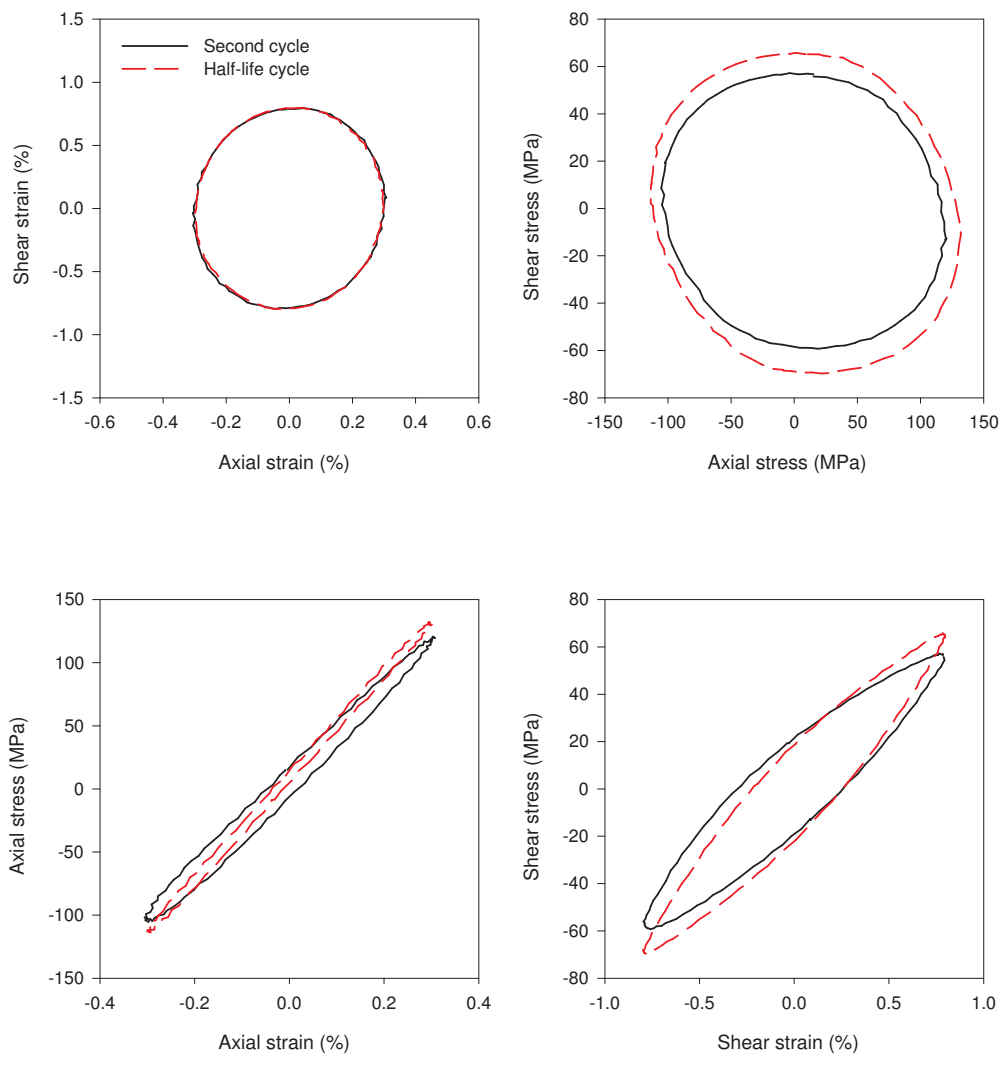 1.5
1.0
0.5
0.0
-0.5
-1.0
-1.5
Shear strain (%)
Second cycle
Half-life cycle
-0.6 -0.4 -0.2 0.0 0.2 0.4 0.6
Axial strain (%)
80
60
40
20
0
-20
-40
-60
-80
Shear stress (MPa)
-150 -100 -50 0 50 100 150
Axial stress (MPa)
150
100
50
0
-50
-100
-150
Axial stress (MPa)
-0.4 -0.2 0.0 0.2 0.4
Axial strain (%)
80
60
40
20
0
-20
-40
-60
-80
Shear stress (MPa)
-1.0 -0.5 0.0 0.5 1.0
Shear strain (%)